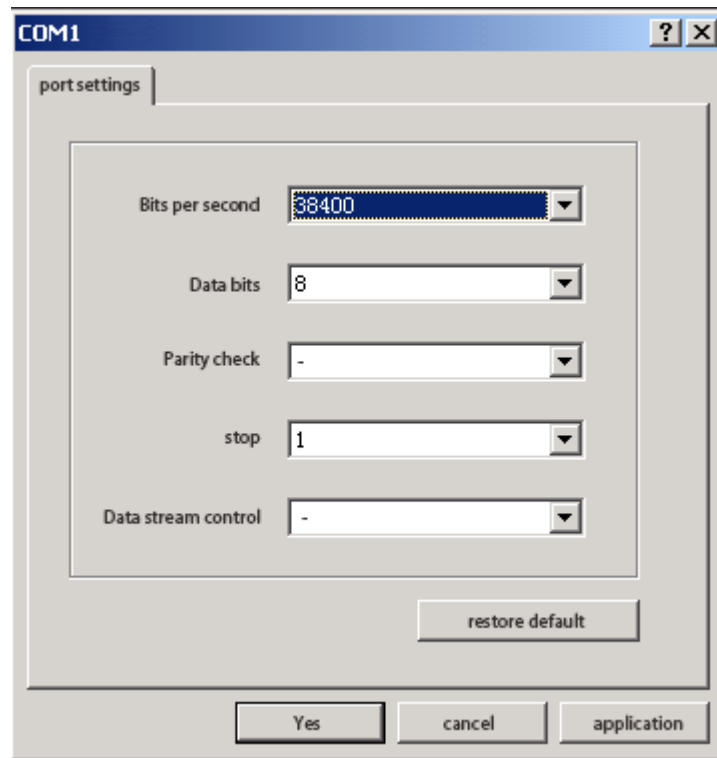 COM1
port settings
Bits per second 38400
Data bits 8
Parity check -
stop 1
Data stream control -
restore default
Yes cancel application